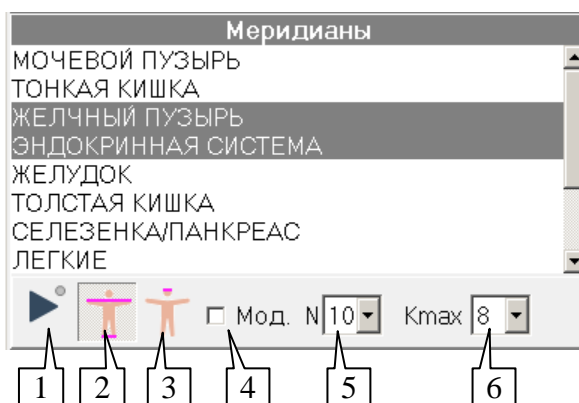 Меридианы
МОЧЕВОЙ ПУЗЫРЬ
ТОНКАЯ КИШКА
ЖЕЛЧНЫЙ ПУЗЫРЬ
ЭНДОКРИННАЯ СИСТЕМА
ЖЕЛУДОК
ТОЛСТАЯ КИШКА
СЕЛЕЗЕНКА/ПАНКРЕАС
ЛЕГКИЕ
Мод. N 10 Kmax 8
1 2 3 4 5 6